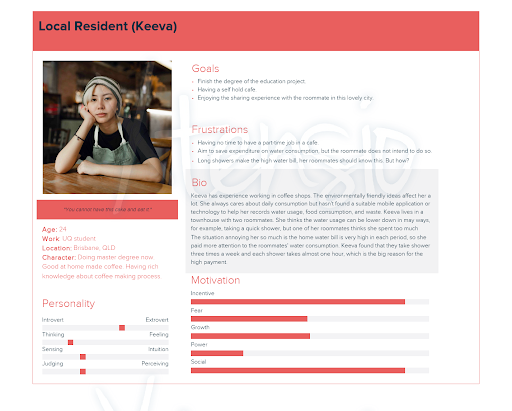 Local Resident (Keeva)
Goals
Finish the degree of the education project.
Having a self hold cafe
Enjoying the sharing experience with the roommate in this lovely city.
Frustrations
Having no time to have a part-time job in a cafe.
Aim to save expenditure on water consumption, but the roommate does not intend to do so.
Long showers make the high water bill, her roommates should know this. But how?
"You cannot have the cake and eat it."
Age: 24
Work: UQ student
Location: Brisbane, QLD
Character: Doing master degree now.
Good at home made coffee. Having rich
knowledge about coffee making process
Bio
Keeva has experience working in coffee shops. The environmentally friendly ideas affect her a
lot. She always cares about daily consumption but hasn't found a suitable mobile application or
technology to help her records water usage, food consumption, and waste. Keeva lives in a
townhouse with two roommates. She thinks the water usage can be lower down in may ways,
for example, taking a quick shower, but one of her roommates thinks she spent too much
The situation annoying her so much is the home water bill is very high in each period, so she
paid more attention to the roommates' water consumption. Keeva found that they take shower
three times a week and each shower takes almost one hour, which is the big reason for the
high payment.
Personality
Introvert Extrovert
Thinking Feeling
Sensing Intuition
Judging Perceiving
Motivation
Incentive
Fear
Growth
Power
Social